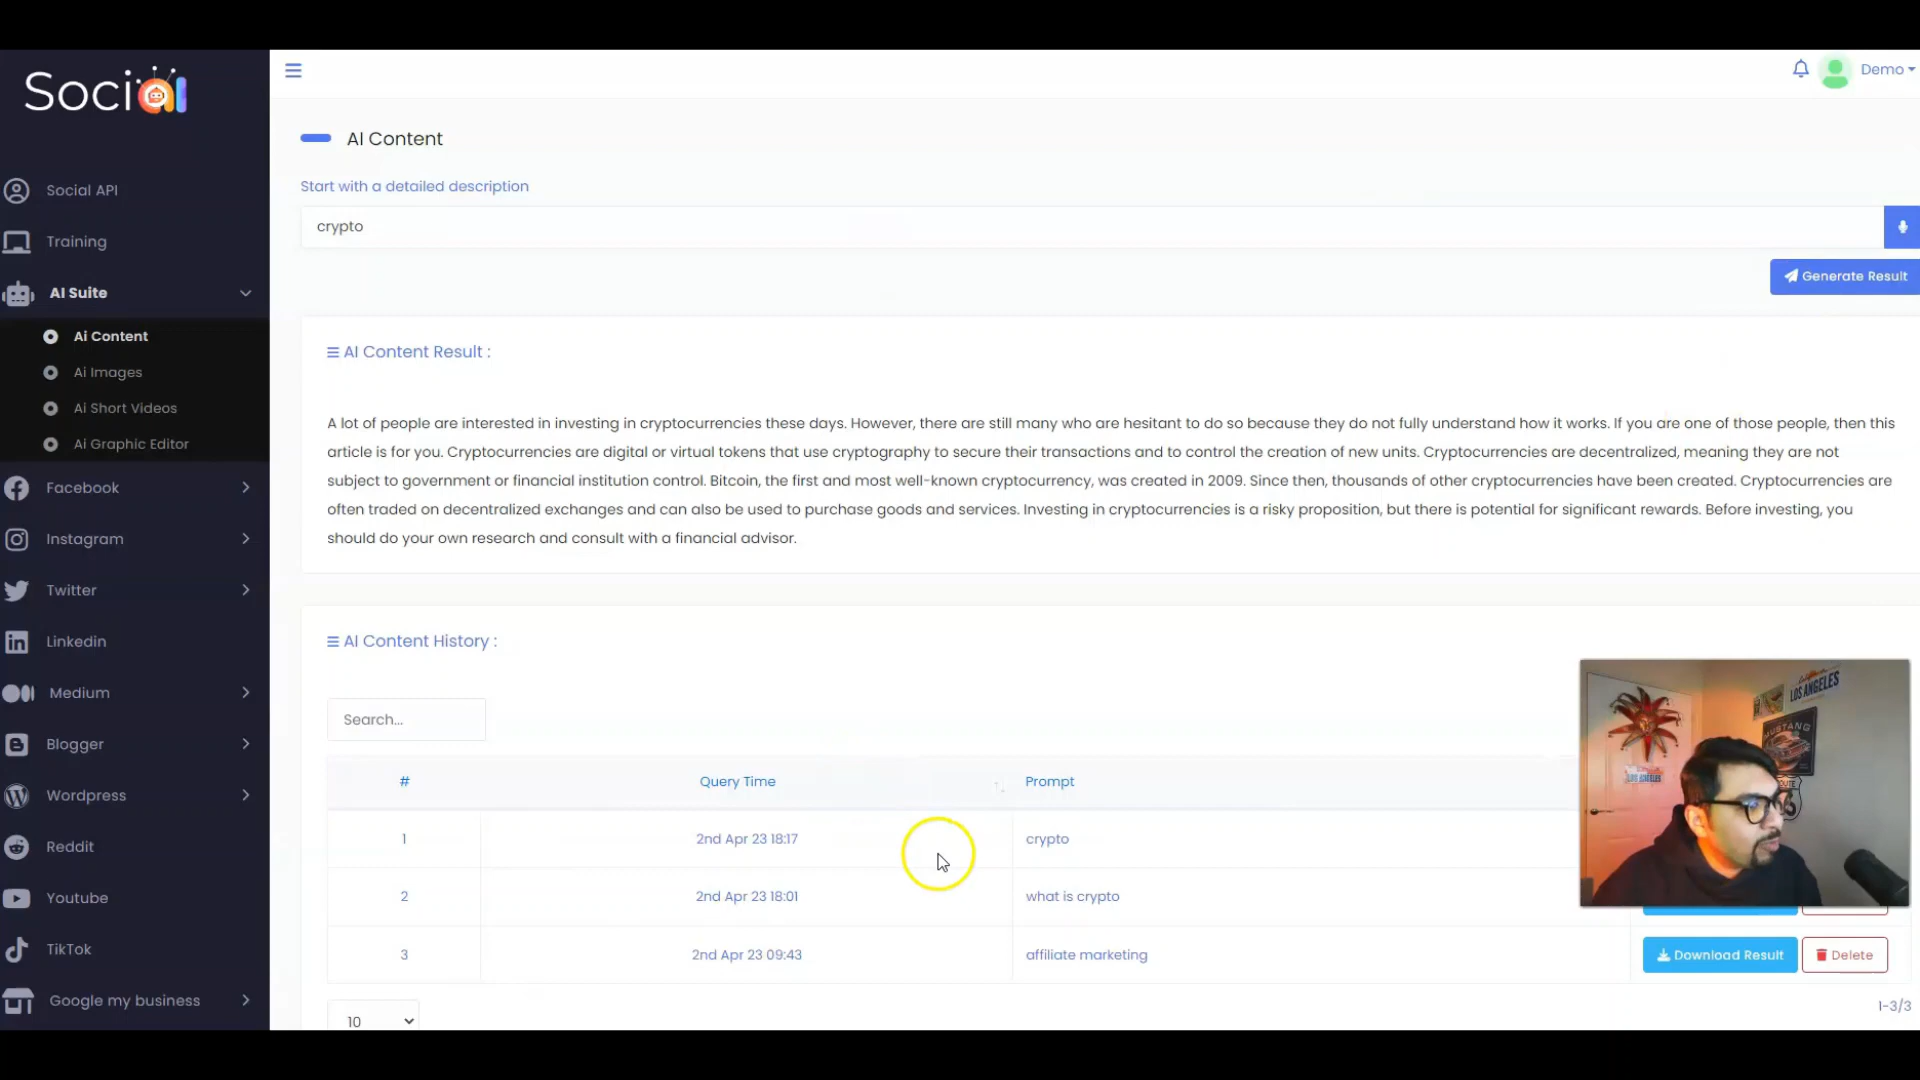 SociAI
Demo
AI Content
Start with a detailed description
crypto
Generate Result
Social API
Training
AI Suite
Ai Content
Ai Images
Ai Short Videos
Ai Graphic Editor
Facebook
Instagram
Twitter
Linkedin
Medium
Blogger
Wordpress
Reddit
Youtube
TikTok
Google my business
AI Content Result :
A lot of people are interested in investing in cryptocurrencies these days. However, there are still many who are hesitant to do so because they do not fully understand how it works. If you are one of those people, then this
article is for you. Cryptocurrencies are digital or virtual tokens that use cryptography to secure their transactions and to control the creation of new units. Cryptocurrencies are decentralized, meaning they are not
subject to government or financial institution control. Bitcoin, the first and most well-known cryptocurrency, was created in 2009. Since then, thousands of other cryptocurrencies have been created. Cryptocurrencies are
often traded on decentralized exchanges and can also be used to purchase goods and services. Investing in cryptocurrencies is a risky proposition, but there is potential for significant rewards. Before investing, you
should do your own research and consult with a financial advisor.
AI Content History :
Search...
# Query Time Prompt
1 2nd Apr 23 18:17 crypto
2 2nd Apr 23 18:01 what is crypto
3 2nd Apr 23 09:43 affiliate marketing Download Result Delete
10
1-3/3
LOS ANGELES
MUSTANG
ROUTE